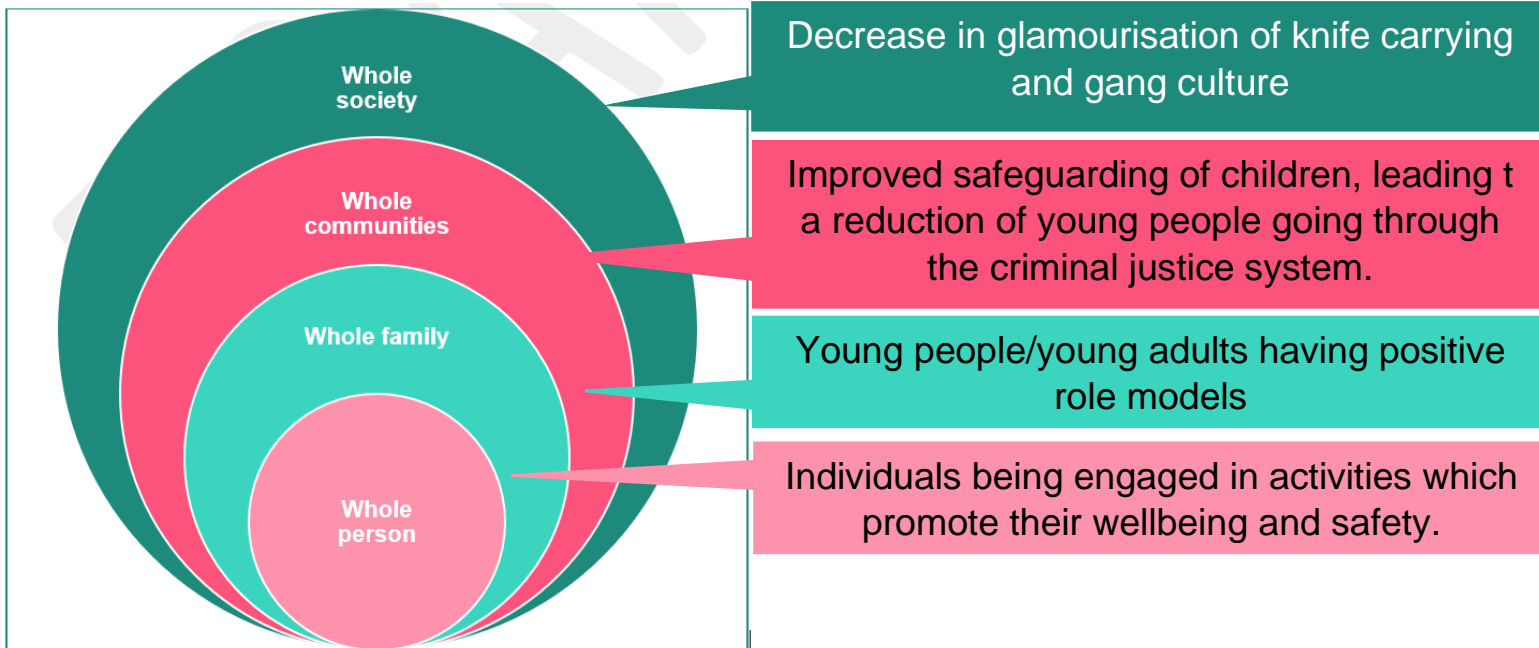 Whole
society
Decrease in glamourisation of knife carrying
and gang culture
Whole
communities
Improved safeguarding of children, leading t
a reduction of young people going through
the criminal justice system.
Whole family
Young people/young adults having positive
role models
Whole
person
Individuals being engaged in activities which
promote their wellbeing and safety.